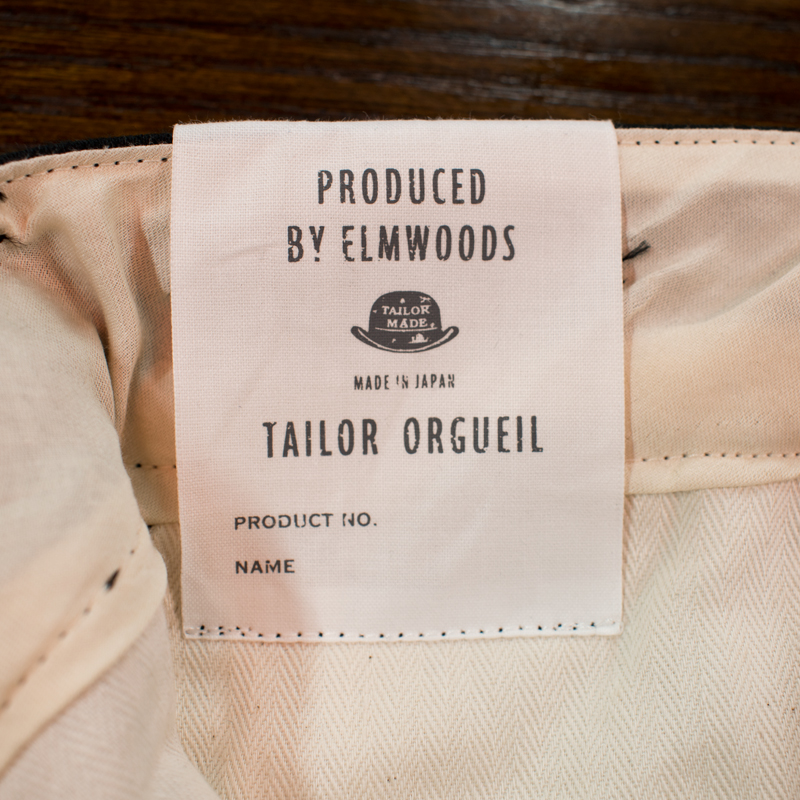 PRODUCED
BY ELMWOODS
TAILOR
MADE
MADE IN JAPAN
TAILOR ORGUEIL
PRODUCT NO.
NAME